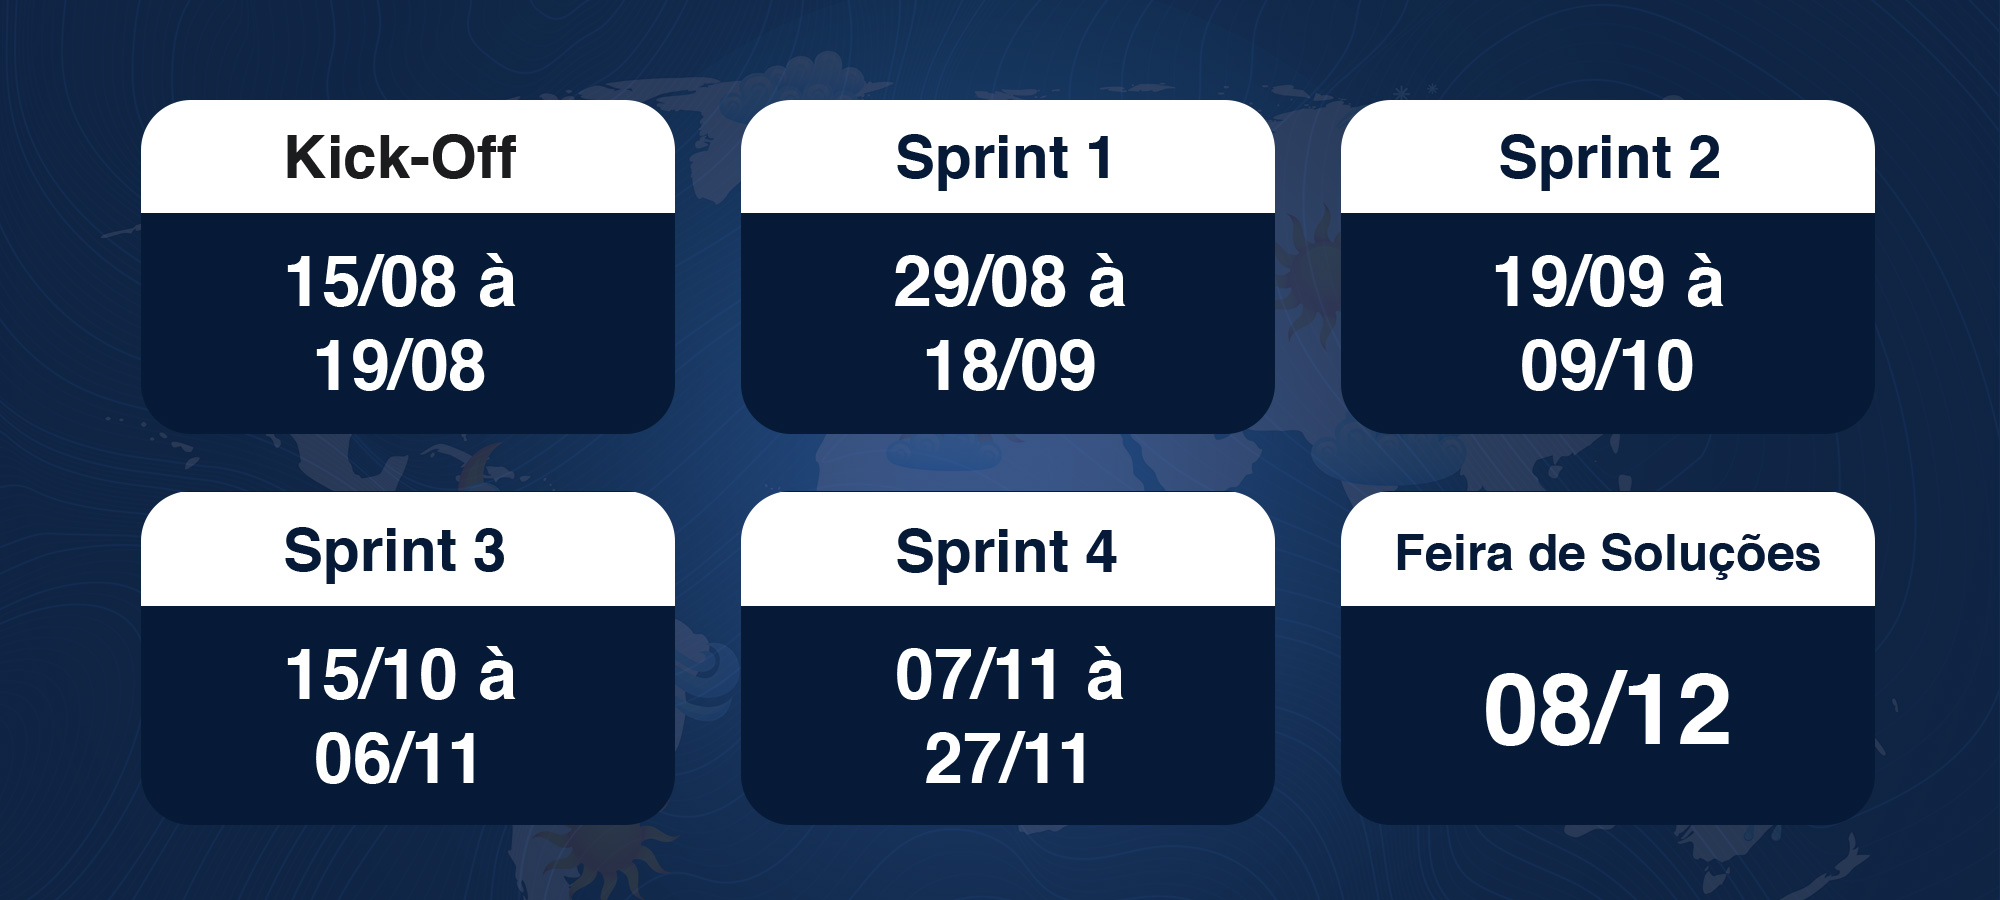 Kick-Off
15/08 à
19/08
Sprint 1
29/08 à
18/09
Sprint 2
19/09 à
09/10
Sprint 3
15/10 à
06/11
Sprint 4
07/11 à
27/11
Feira de Soluções
08/12